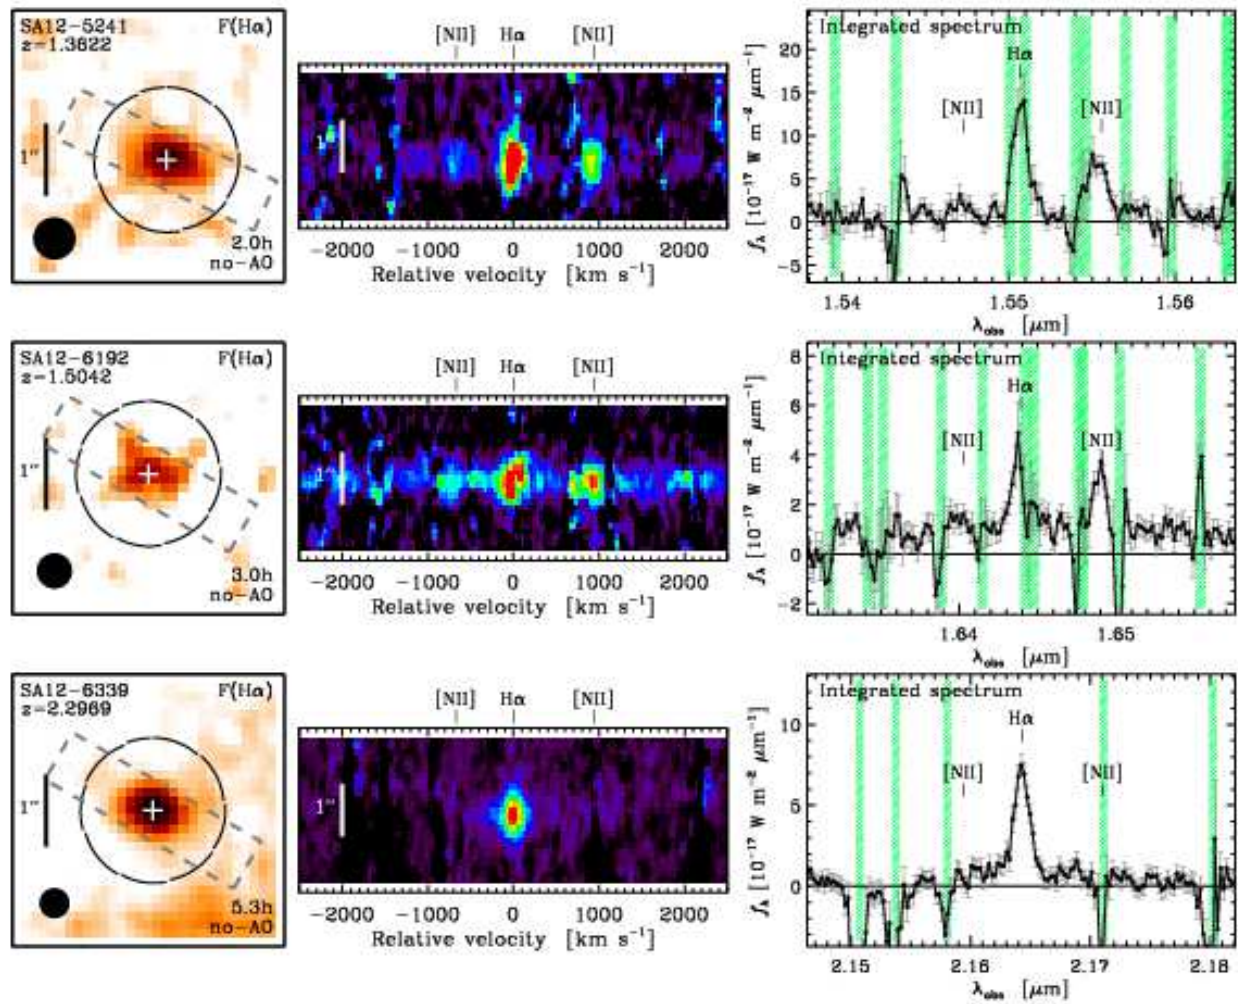 SA12-5241 F(Hα)
z=1.3622
1"
2.0h
no-AO
[NII] Hα [NII]
1"
-2000 -1000 0 1000 2000
Relative velocity [km s⁻¹]
Integrated spectrum
Hα
[NII] [NII]
20
15
10
5
0
-5
fλ [10⁻¹⁷ W m⁻² μm⁻¹]
1.54 1.55 1.56
λobs [μm]
SA12-6192 F(Hα)
z=1.5042
1"
3.0h
no-AO
[NII] Hα [NII]
1"
-2000 -1000 0 1000 2000
Relative velocity [km s⁻¹]
Integrated spectrum
Hα
[NII] [NII]
8
6
4
2
0
-2
fλ [10⁻¹⁷ W m⁻² μm⁻¹]
1.64 1.65
λobs [μm]
SA12-6339 F(Hα)
z=2.2969
1"
5.3h
no-AO
[NII] Hα [NII]
1"
-2000 -1000 0 1000 2000
Relative velocity [km s⁻¹]
Integrated spectrum
Hα
[NII] [NII]
10
5
0
fλ [10⁻¹⁷ W m⁻² μm⁻¹]
2.15 2.16 2.17 2.18
λobs [μm]